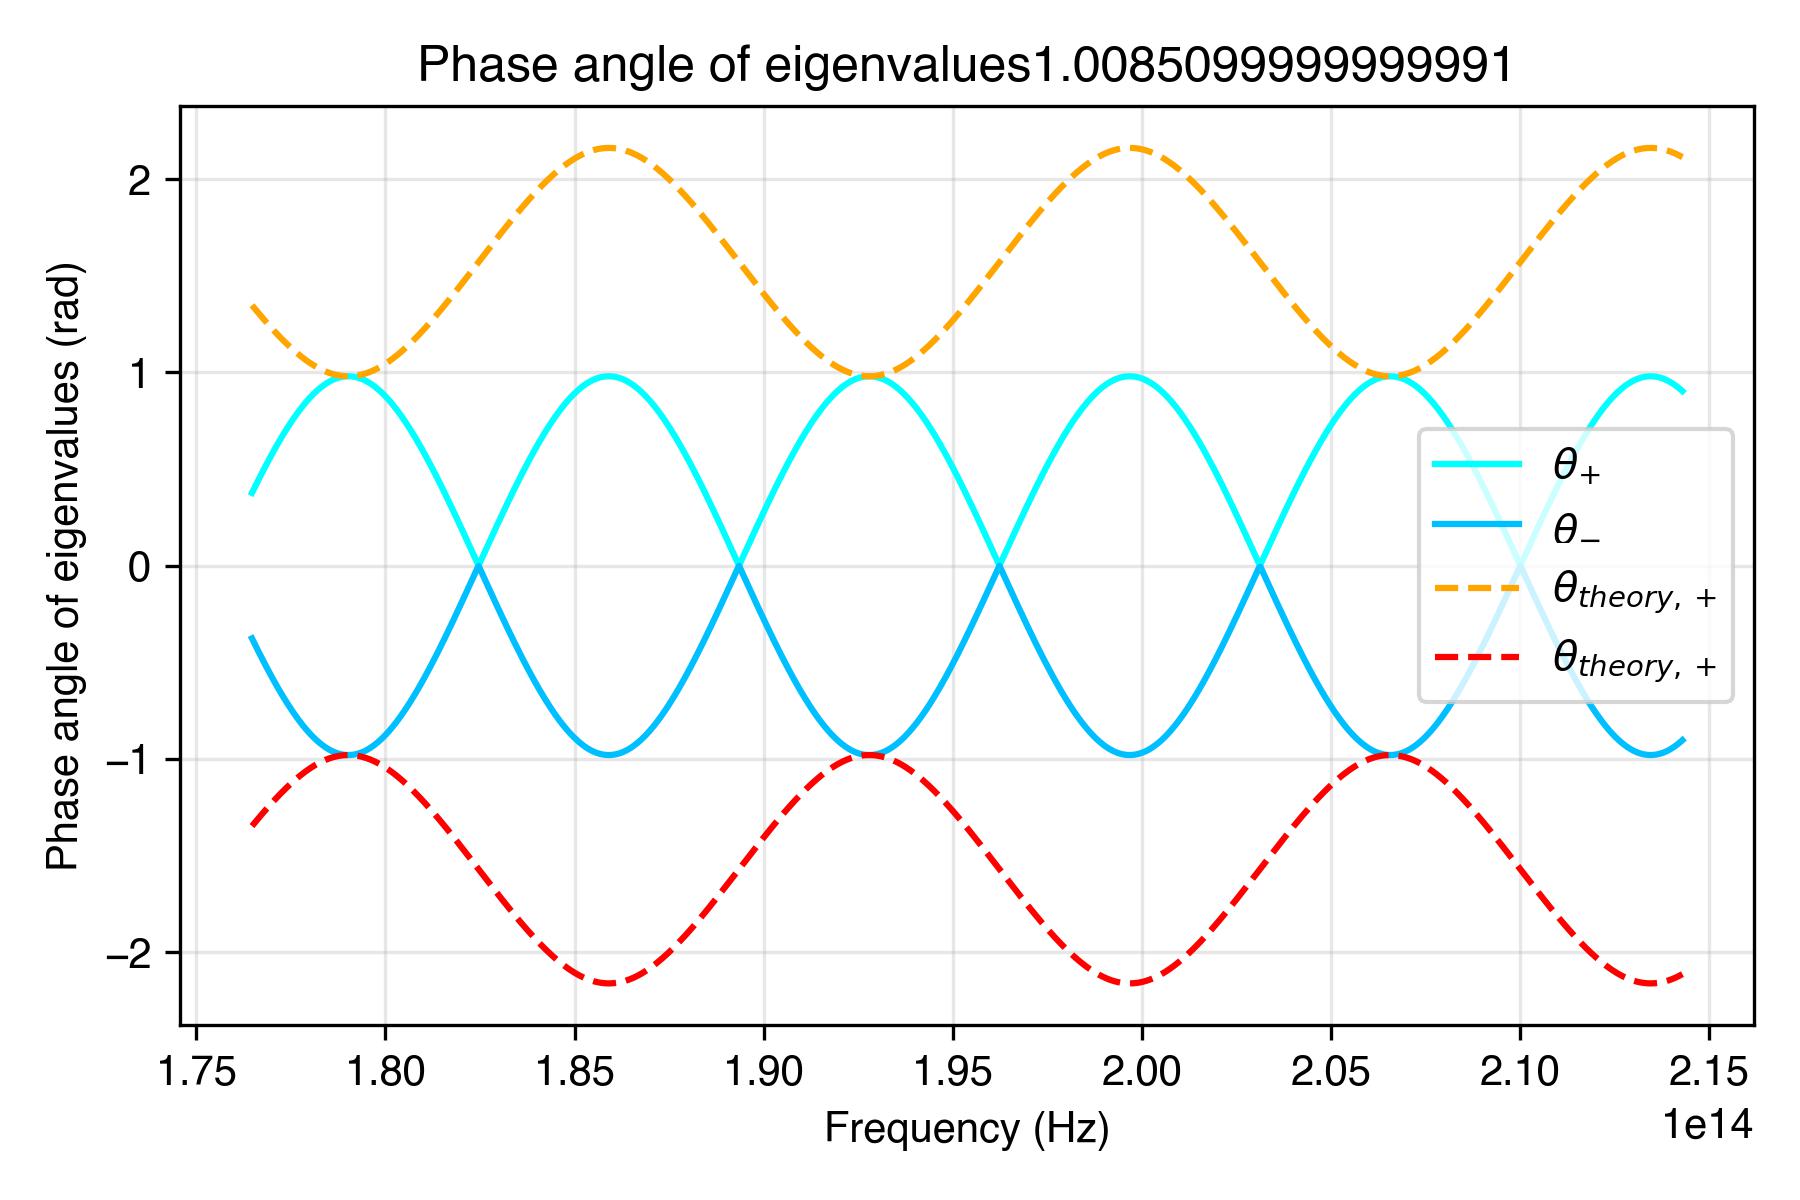 Phase angle of eigenvalues1.0085099999999991
Phase angle of eigenvalues (rad)
2
1
0
−1
−2
θ+
θ−
θtheory, +
θtheory, +
1.75 1.80 1.85 1.90 1.95 2.00 2.05 2.10 2.15
Frequency (Hz)
1e14